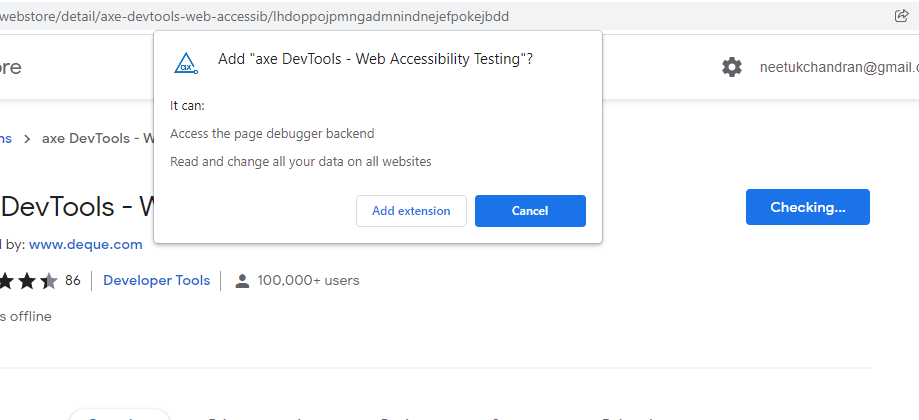 webstore/detail/axe-devtools-web-accessib/lhdoppojpmngadmnindnejefpokejbdd
ore
Add "axe DevTools - Web Accessibility Testing"?
ax
neetukchandran@gmail.c
It can:
Access the page debugger backend
Read and change all your data on all websites
ns > axe DevTools - W
Add extension
Cancel
DevTools - W
Checking...
l by: www.deque.com
86
Developer Tools
100,000+ users
s offline